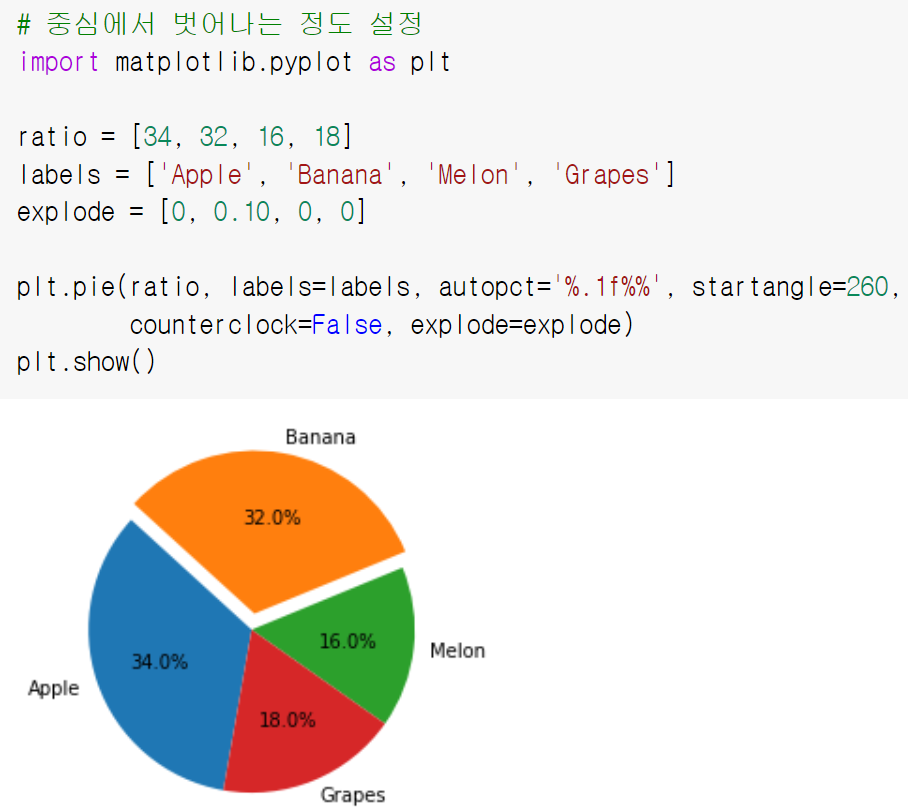 # 중심에서 벗어나는 정도 설정
import matplotlib.pyplot as plt
ratio = [34, 32, 16, 18]
labels = ['Apple', 'Banana', 'Melon', 'Grapes']
explode = [0, 0.10, 0, 0]
plt.pie(ratio, labels=labels, autopct='%.1f%%', startangle=260,
counterclock=False, explode=explode)
plt.show()
Banana
32.0%
16.0%
Melon
34.0%
Apple
18.0%
Grapes